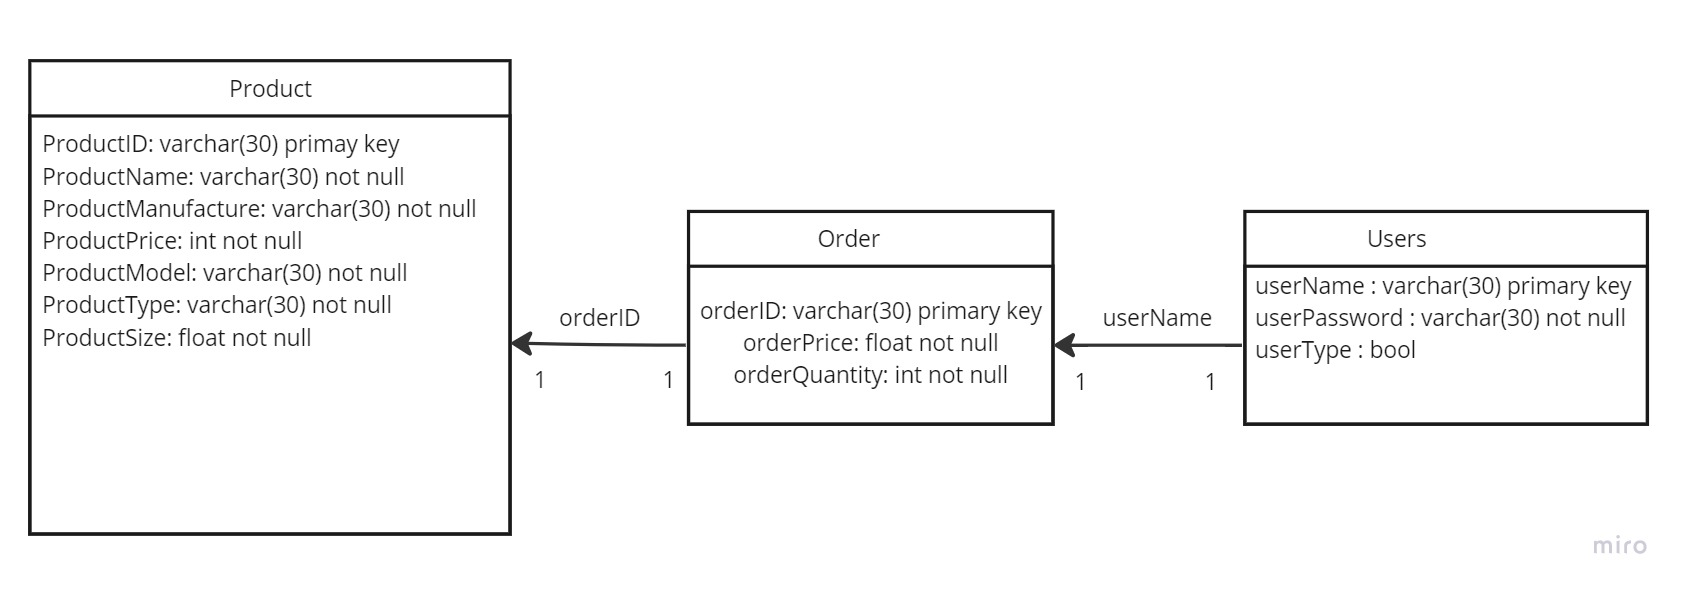 Product
ProductID: varchar(30) primay key
ProductName: varchar(30) not null
ProductManufacture: varchar(30) not null
ProductPrice: int not null
ProductModel: varchar(30) not null
ProductType: varchar(30) not null
ProductSize: float not null
orderID
1
1
Order
orderID: varchar(30) primary key
orderPrice: float not null
orderQuantity: int not null
userName
1
1
Users
userName : varchar(30) primary key
userPassword : varchar(30) not null
userType : bool
miro